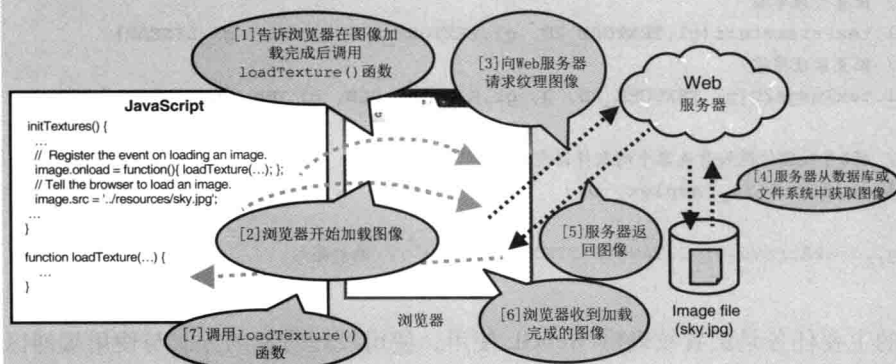 [1]告诉浏览器在图像加
载完成后调用
loadTexture()函数
[3]向Web服务器
请求纹理图像
Web
服务器
JavaScript
initTextures() {
...
// Register the event on loading an image.
image.onload = function(){ loadTexture(...); };
// Tell the browser to load an image.
image.src = '../resources/sky.jpg';
...
}
function loadTexture(...) {
...
}
[2]浏览器开始加载图像
[4]服务器从数据库或
文件系统中获取图像
[5]服务器返
回图像
[6]浏览器收到加载
完成的图像
[7]调用loadTexture()
函数
浏览器
Image file
(sky.jpg)